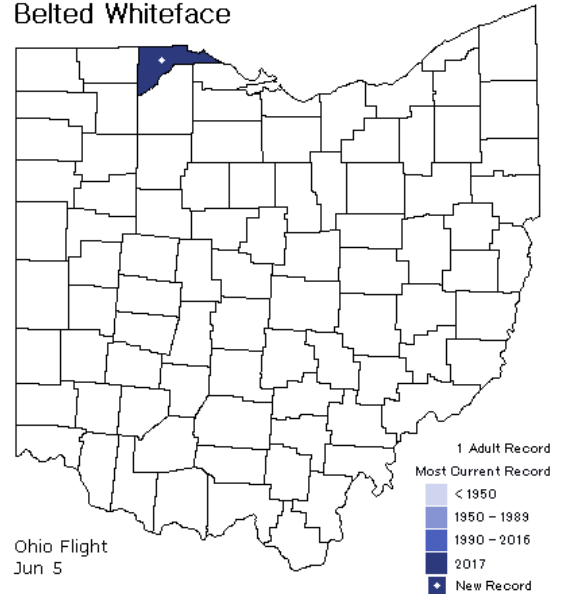 Belted Whiteface
1 Adult Record
Most Current Record
< 1950
1950 - 1989
1990 - 2016
2017
New Record
Ohio Flight
Jun 5